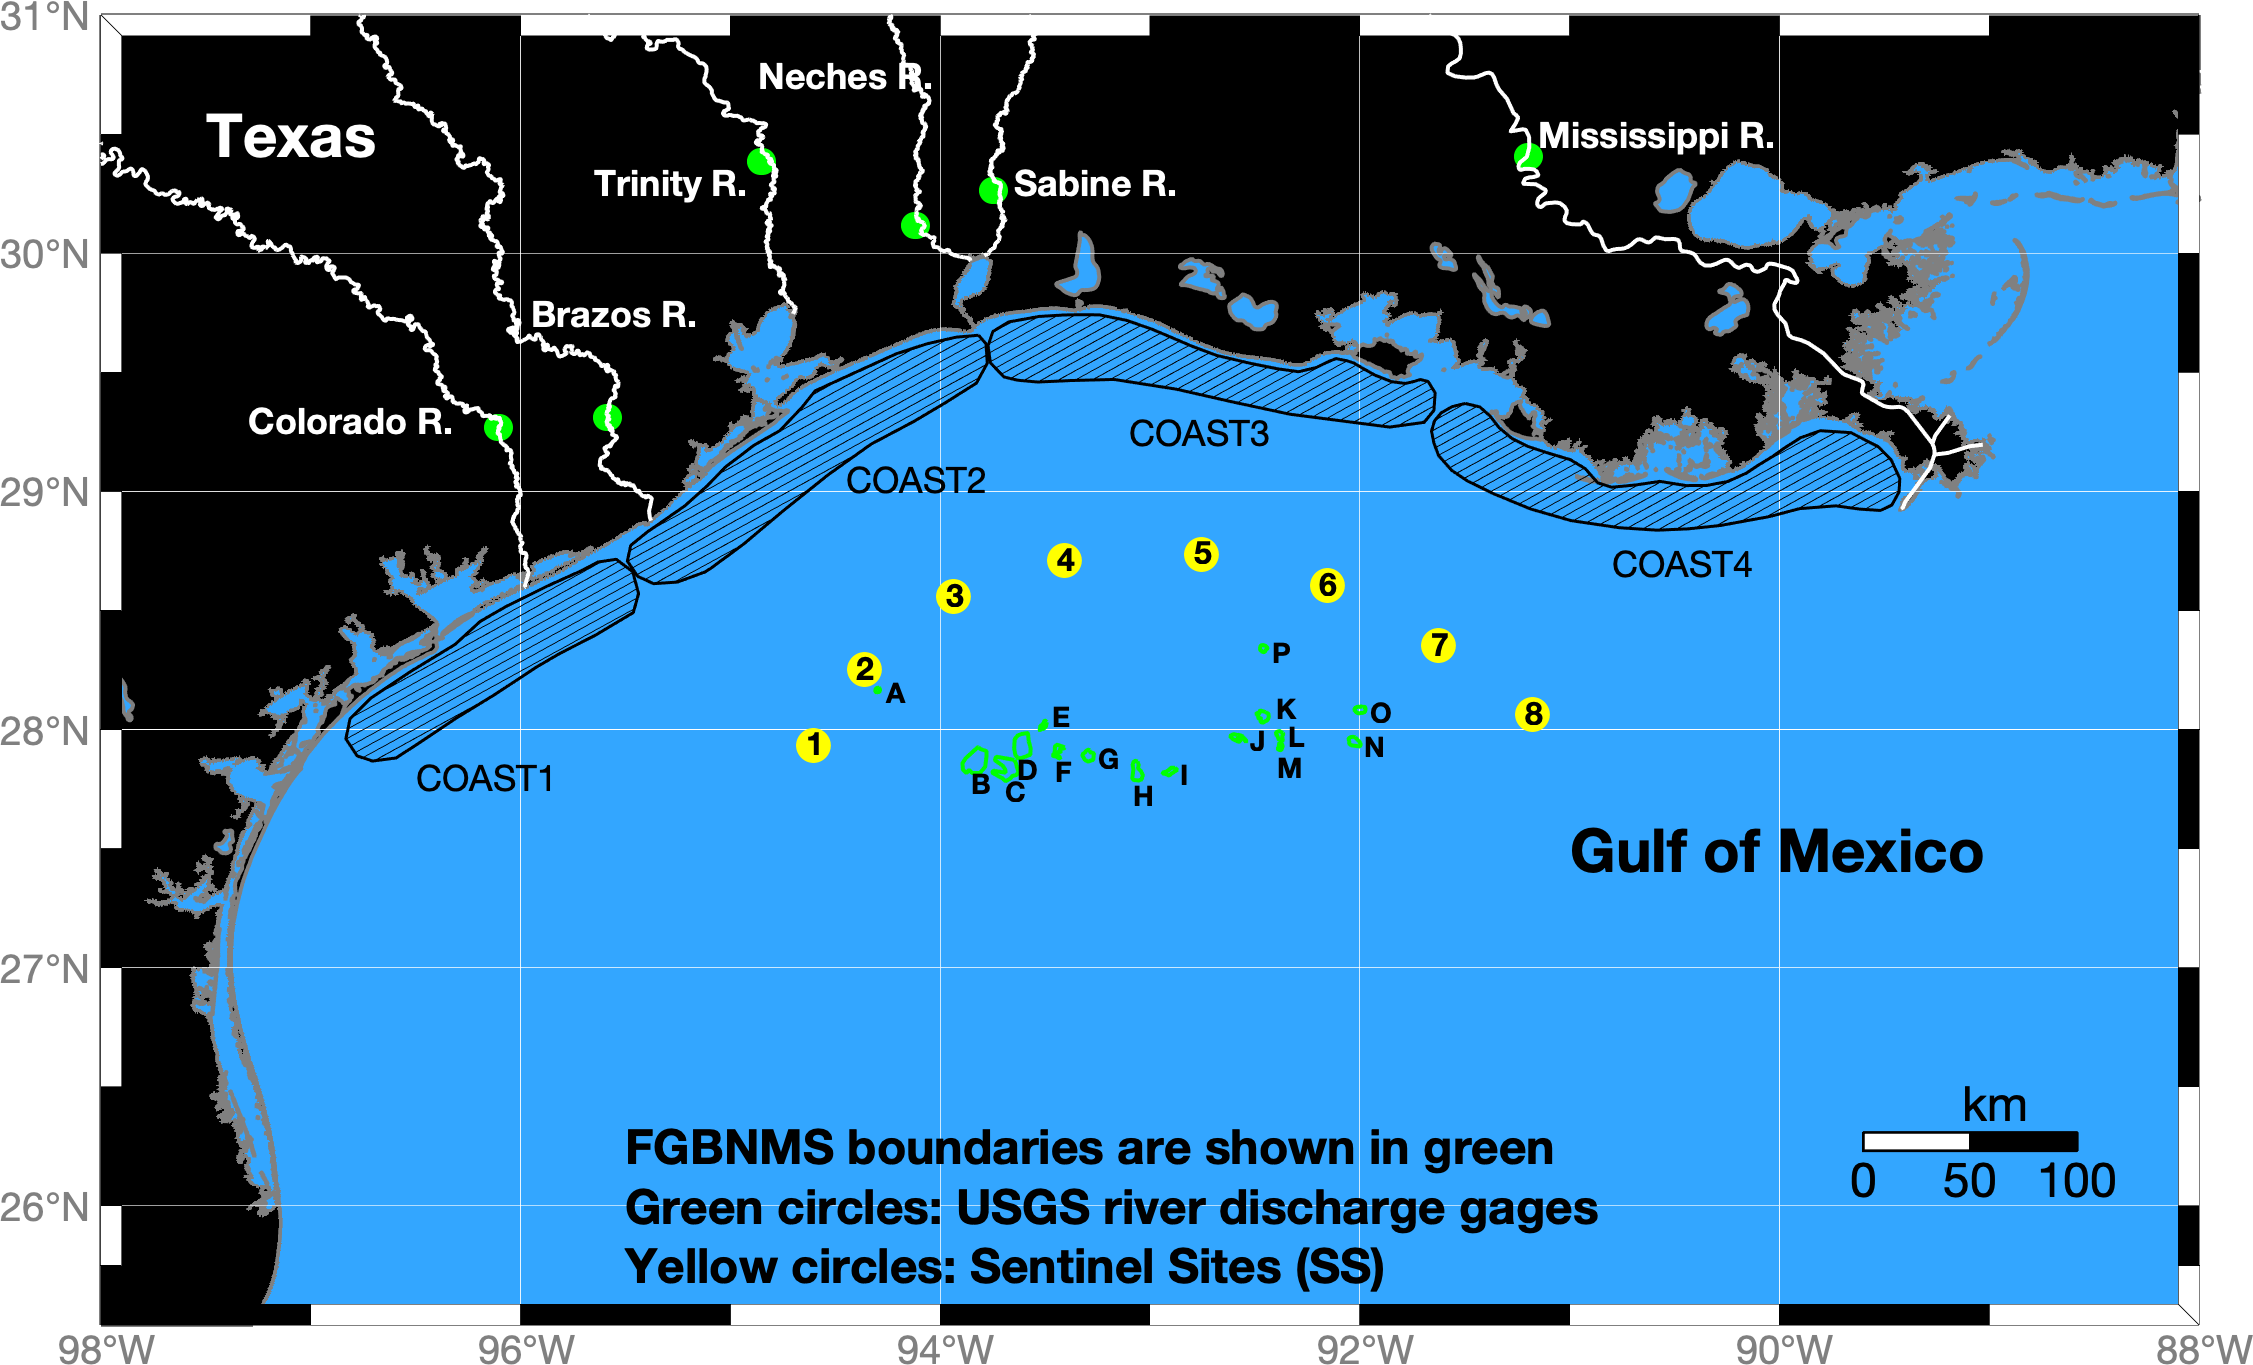 31°N
Neches R.
Texas
Mississippi R.
Trinity R.
Sabine R.
30°N
Brazos R.
Colorado R.
COAST3
COAST2
29°N
4
5
COAST4
3
6
7
P
2
A
8
K
O
E
28°N
1
J
L
N
G
D
F
M
I
B
C
H
COAST1
Gulf of Mexico
27°N
km
FGBNMS boundaries are shown in green
0 50 100
26°N
Green circles: USGS river discharge gages
Yellow circles: Sentinel Sites (SS)
98°W 96°W 94°W 92°W 90°W 88°W